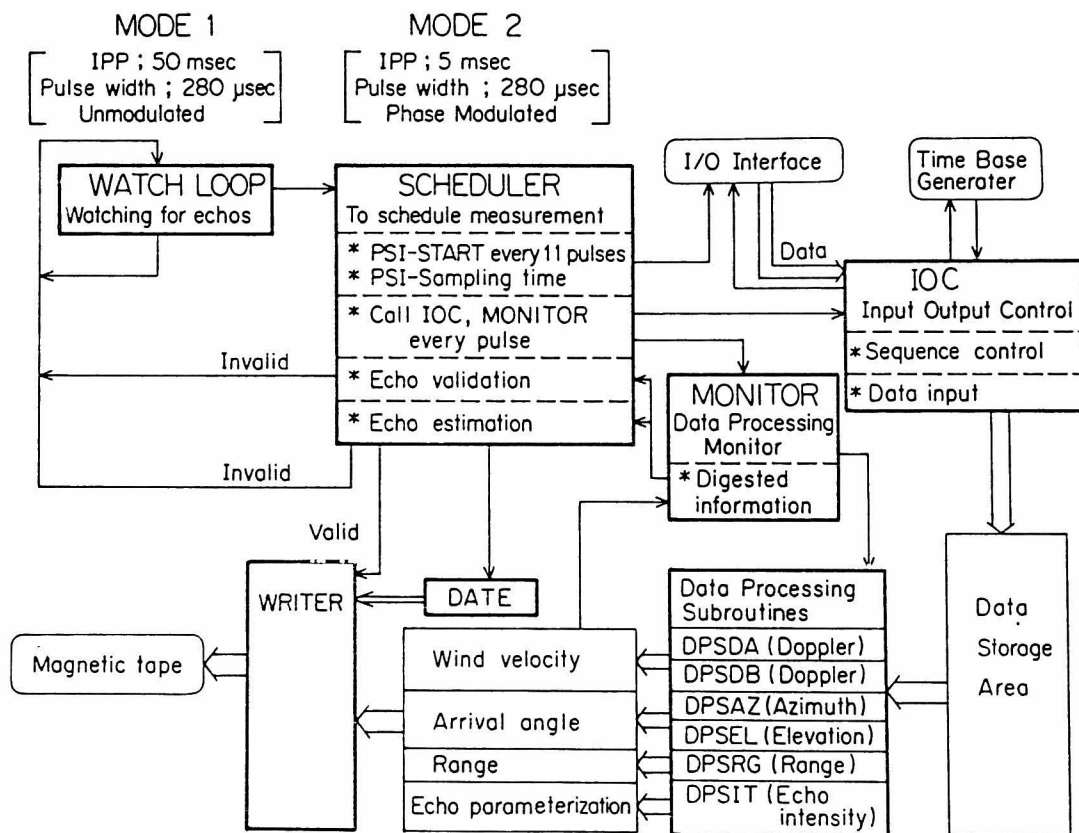 MODE 1
IPP ; 50 msec
Pulse width ; 280 µsec
Unmodulated
MODE 2
IPP ; 5 msec
Pulse width ; 280 µsec
Phase Modulated
WATCH LOOP
Watching for echos
SCHEDULER
To schedule measurement
* PSI-START every 11 pulses
* PSI-Sampling time
* Call IOC, MONITOR
every pulse
* Echo validation
* Echo estimation
I/O Interface
Time Base
Generater
Data
IOC
Input Output Control
* Sequence control
* Data input
Invalid
Invalid
Valid
MONITOR
Data Processing
Monitor
* Digested
information
WRITER
DATE
Magnetic tape
Wind velocity
Arrival angle
Range
Echo parameterization
Data Processing
Subroutines
DPSDA (Doppler)
DPSDB (Doppler)
DPSAZ (Azimuth)
DPSEL (Elevation)
DPSRG (Range)
DPSIT (Echo
intensity)
Data
Storage
Area